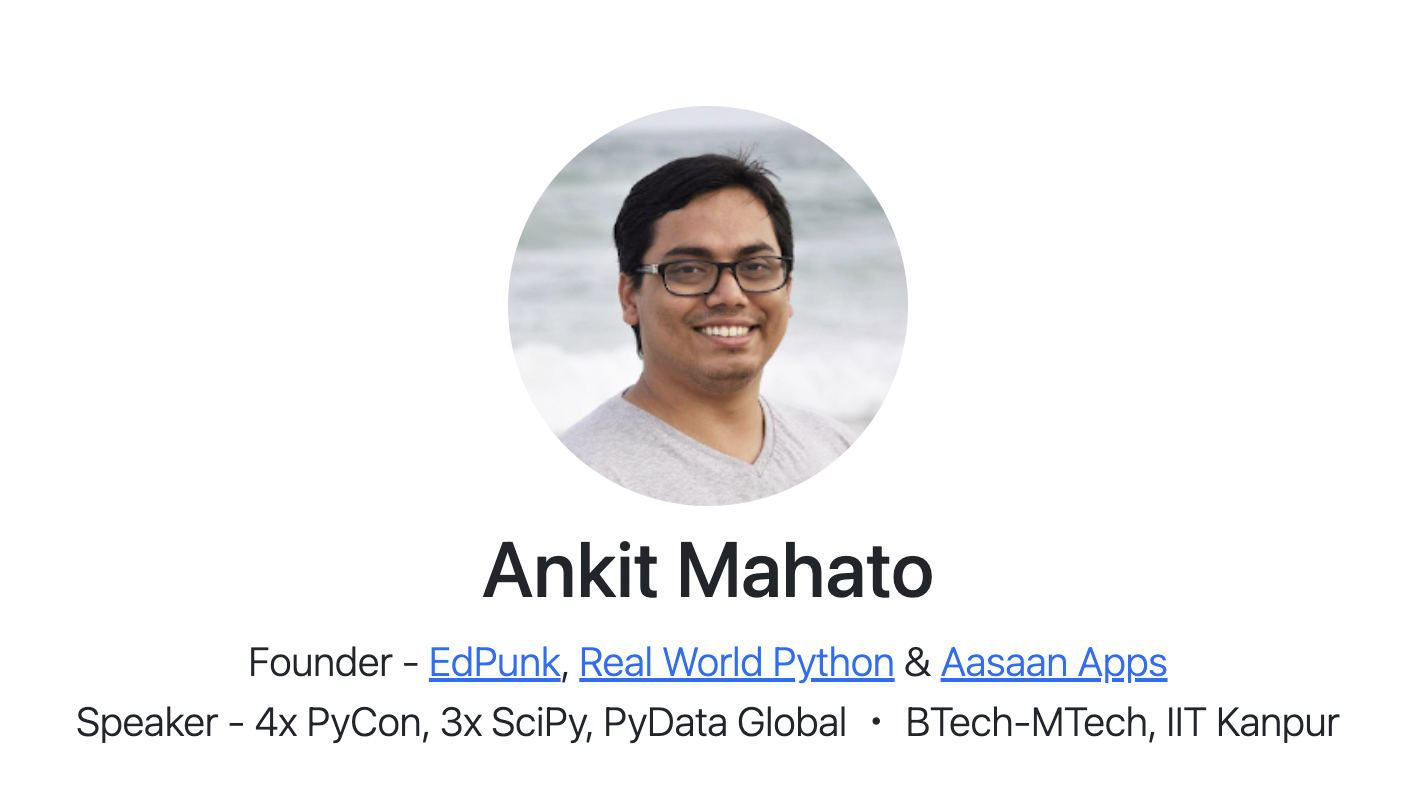 Ankit Mahato
Founder - EdPunk, Real World Python & Aasaan Apps
Speaker - 4x PyCon, 3x SciPy, PyData Global • BTech-MTech, IIT Kanpur